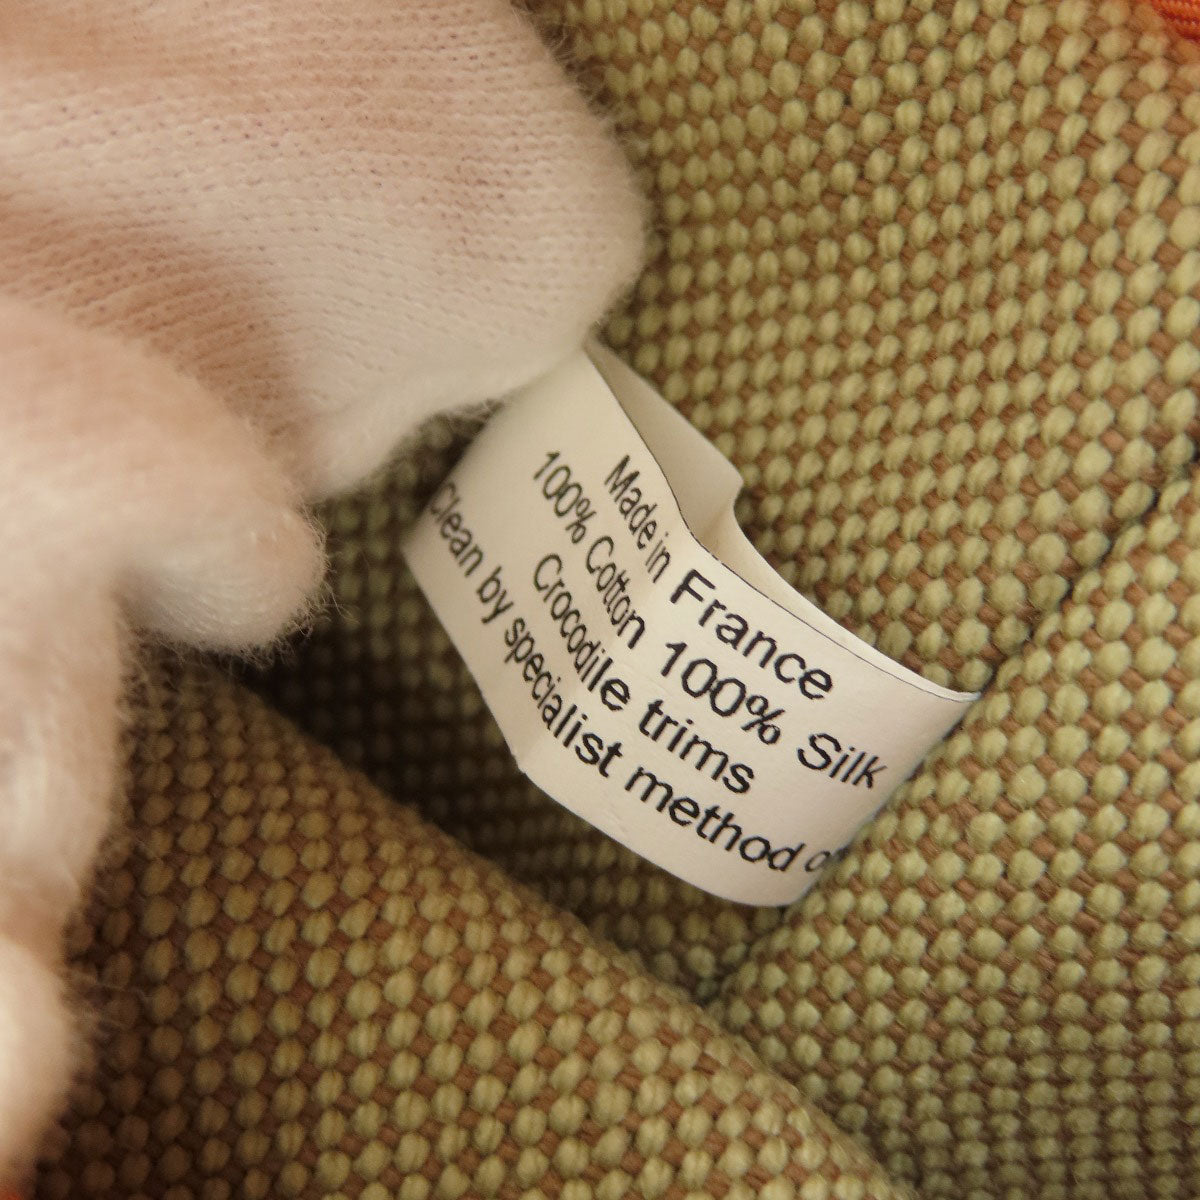 Made in France
100% Cotton 100% Silk
Crocodile trims
Clean by specialist method